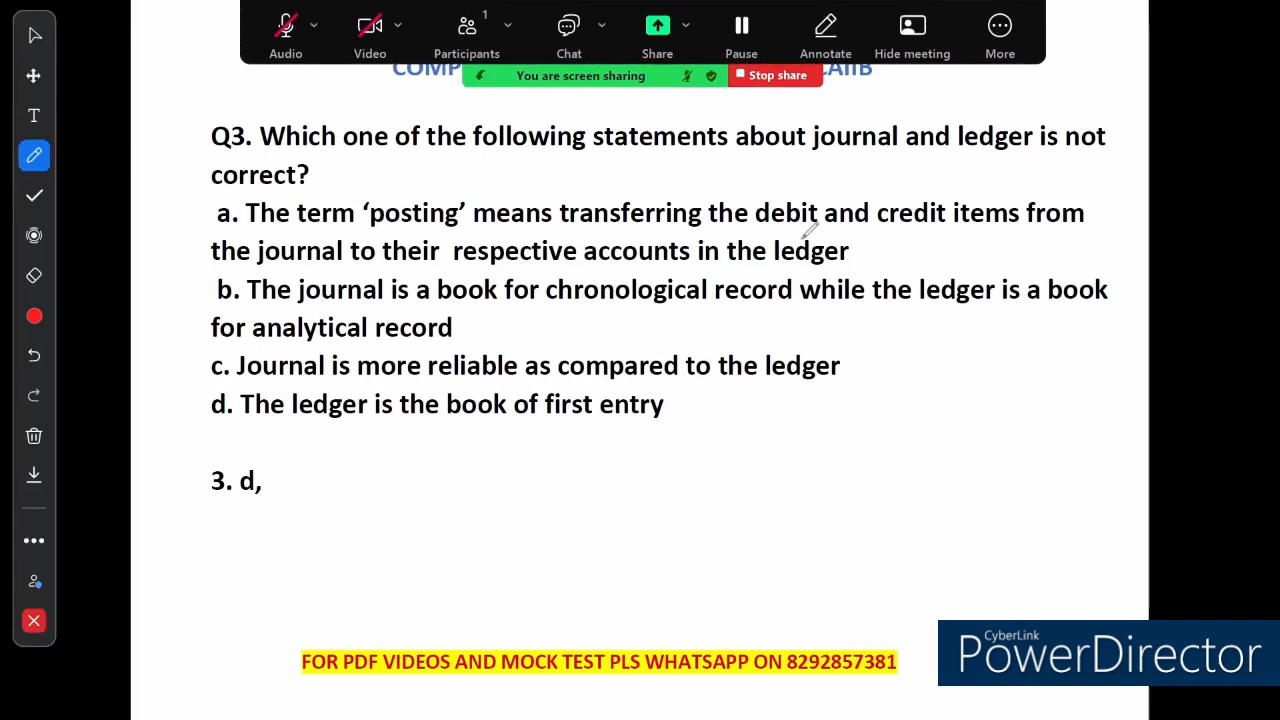 1
Audio Video Participants Chat Share Pause Annotate Hide meeting More
You are screen sharing Stop share
Q3. Which one of the following statements about journal and ledger is not
correct?
a. The term ‘posting’ means transferring the debit and credit items from
the journal to their respective accounts in the ledger
b. The journal is a book for chronological record while the ledger is a book
for analytical record
c. Journal is more reliable as compared to the ledger
d. The ledger is the book of first entry
3. d,
FOR PDF VIDEOS AND MOCK TEST PLS WHATSAPP ON 8292857381
CyberLink
PowerDirector